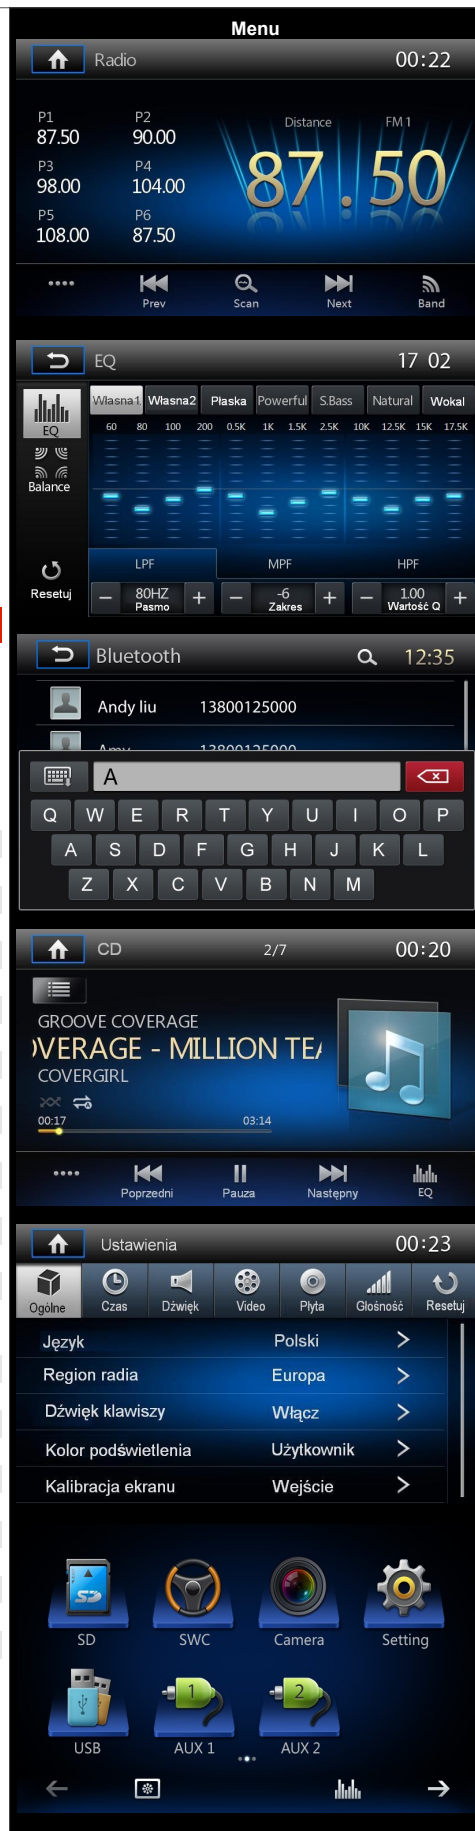 Menu
Radio 00:22
P1 P2 Distance FM 1
87.50 90.00
P3 P4
98.00 104.00
P5 P6
108.00 87.50
87.50
Prev Scan Next Band
EQ 17 02
Własna1 Własna2 Płaska Powerful S.Bass Natural Wokal
60 80 100 200 0.5K 1K 1.5K 2.5K 10K 12.5K 15K 17.5K
EQ
Balance
Resetuj
LPF MPF HPF
− 80HZ + − -6 + − 1.00 +
Pasmo Zakres Wartość Q
Bluetooth 12:35
Andy liu 13800125000
Amy 13800125000
A
Q W E R T Y U I O P
A S D F G H J K L
Z X C V B N M
CD 2/7 00:20
GROOVE COVERAGE
OVERAGE - MILLION TEA
COVERGIRL
00:17 03:14
Poprzedni Pauza Następny EQ
Ustawienia 00:23
Ogólne Czas Dźwięk Video Płyta Głośność Resetuj
Język Polski >
Region radia Europa >
Dźwięk klawiszy Włącz >
Kolor podświetlenia Użytkownik >
Kalibracja ekranu Wejście >
SD SWC Camera Setting
1 2
USB AUX 1 AUX 2